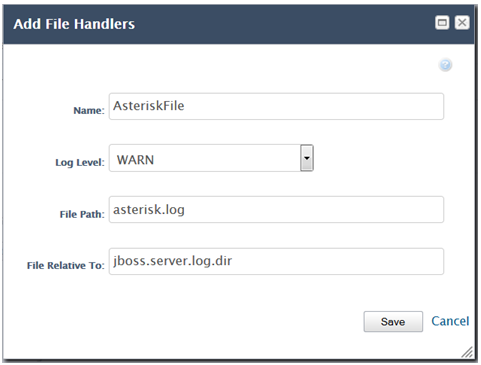 Add File Handlers
?
Name: AsteriskFile
Log Level: WARN
File Path: asterisk.log
File Relative To: jboss.server.log.dir
Save Cancel